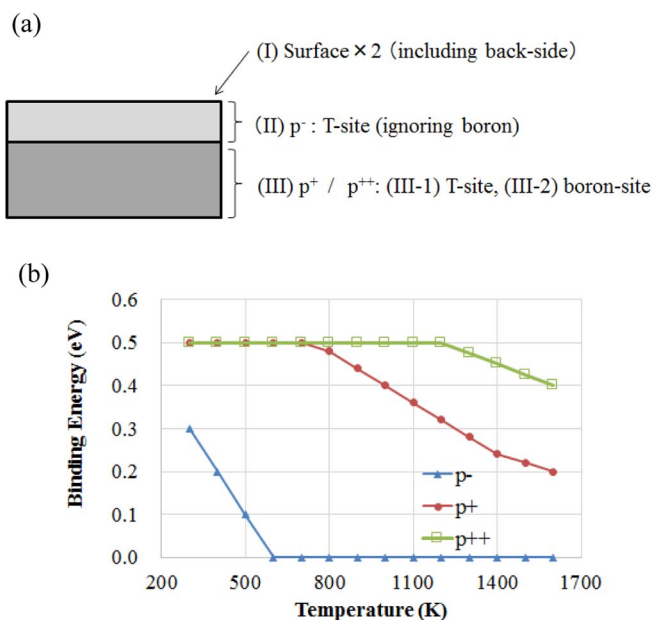 (a)
(I) Surface×2 (including back-side)
(II) p⁻ : T-site (ignoring boron)
(III) p⁺ / p⁺⁺: (III-1) T-site, (III-2) boron-site
(b)
Binding Energy (eV)
0.6
0.5
0.4
0.3
0.2
0.1
0.0
p-
p+
p++
200 500 800 1100 1400 1700
Temperature (K)